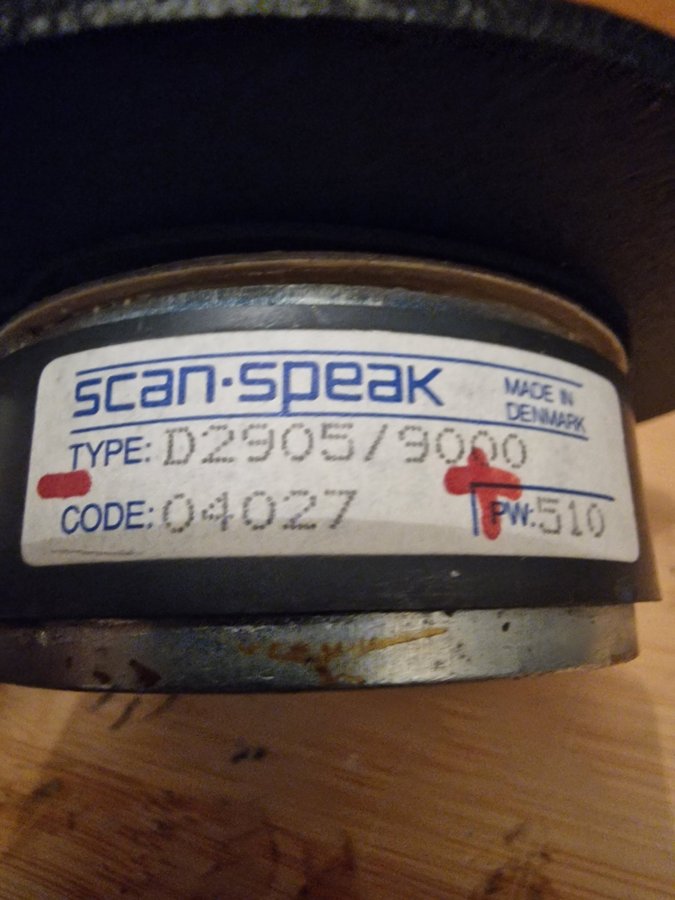 scan-speak
MADE IN
DENMARK
TYPE: D2905/9000
CODE: 04027
PW: 510